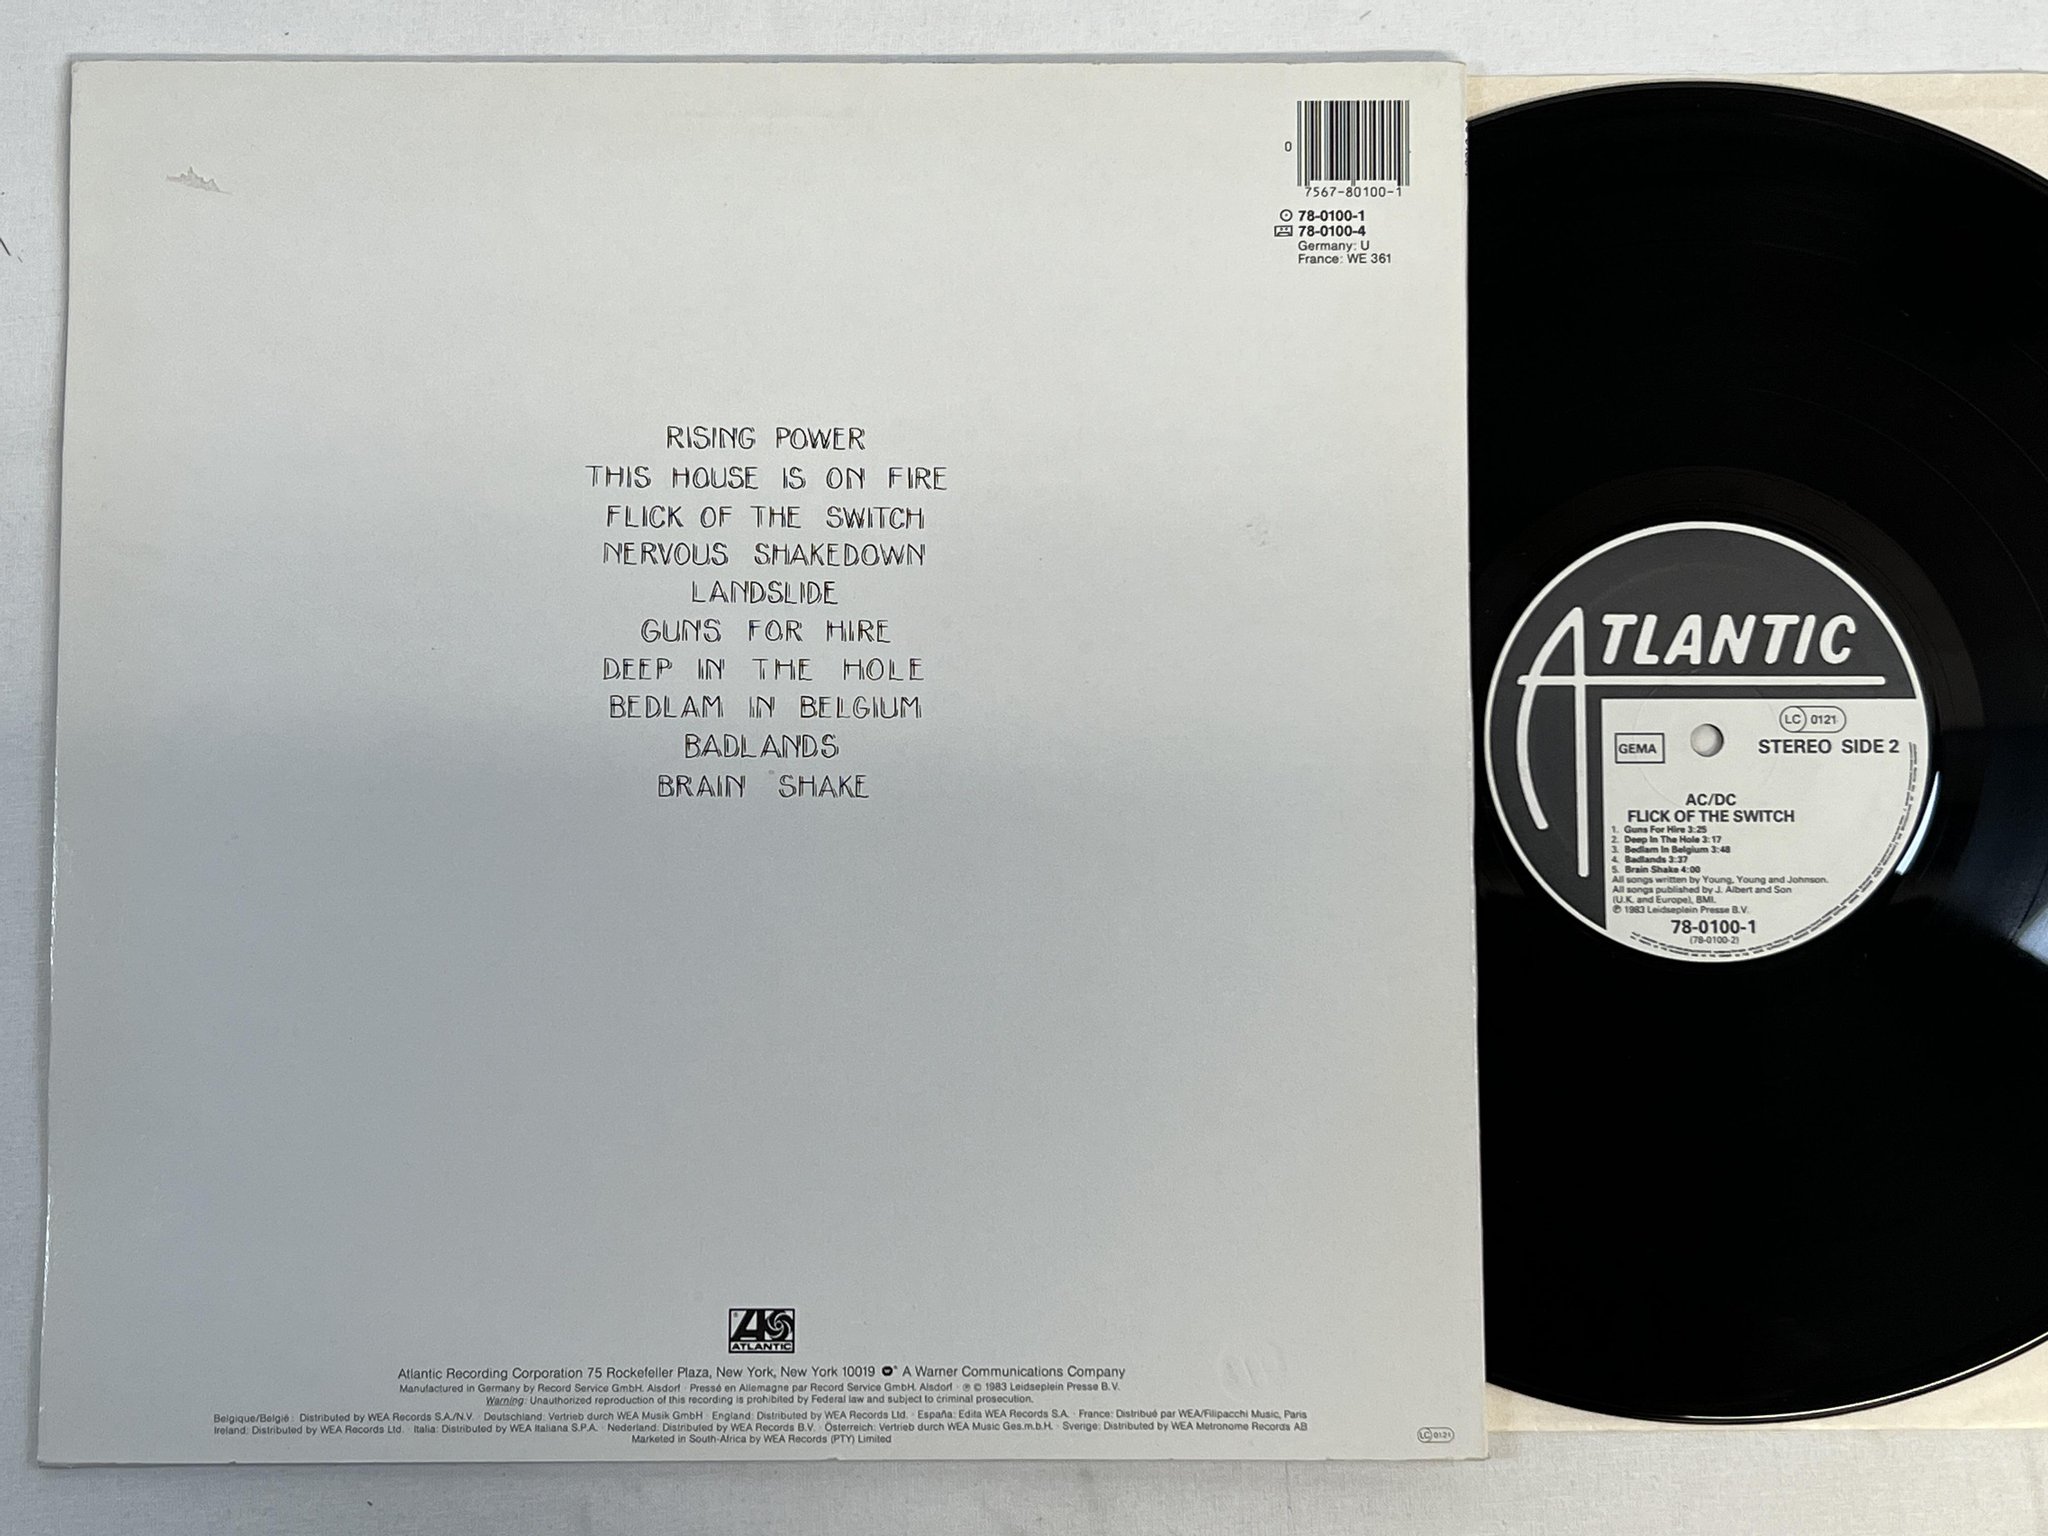 0
7567-80100-1
78-0100-1
78-0100-4
Germany: U
France: WE 361
RISING POWER
THIS HOUSE IS ON FIRE
FLICK OF THE SWITCH
NERVOUS SHAKEDOWN
LANDSLIDE
GUNS FOR HIRE
DEEP IN THE HOLE
BEDLAM IN BELGIUM
BADLANDS
BRAIN SHAKE
ATLANTIC
Atlantic Recording Corporation 75 Rockefeller Plaza, New York, New York 10019 A Warner Communications Company
Manufactured in Germany by Record Service GmbH, Alsdorf · Pressé en Allemagne par Record Service GmbH, Alsdorf · ℗ © 1983 Leidseplein Presse B.V.
Warning: Unauthorized reproduction of this recording is prohibited by Federal law and subject to criminal prosecution.
Belgique/België : Distributed by WEA Records S.A./N.V. · Deutschland: Vertrieb durch WEA Musik GmbH · England: Distributed by WEA Records Ltd. · España: Edita WEA Records S.A. · France: Distribué par WEA/Filipacchi Music, Paris
Ireland: Distributed by WEA Records Ltd. · Italia: Distributed by WEA Italiana S.P.A. · Nederland: Distributed by WEA Records B.V. · Österreich: Vertrieb durch WEA Music Ges.m.b.H. · Sverige: Distributed by WEA Metronome Records AB
Marketed in South-Africa by WEA Records (PTY) Limited
LC 0121
ATLANTIC
LC 0121
GEMA
STEREO SIDE 2
AC/DC
FLICK OF THE SWITCH
1. Guns For Hire 3:25
2. Deep In The Hole 3:17
3. Bedlam In Belgium 3:48
4. Badlands 3:37
5. Brain Shake 4:00
All songs written by Young, Young and Johnson.
All songs published by J. Albert and Son
(U.K. and Europe), BMI.
℗ 1983 Leidseplein Presse B.V.
78-0100-1
(78-0100-2)